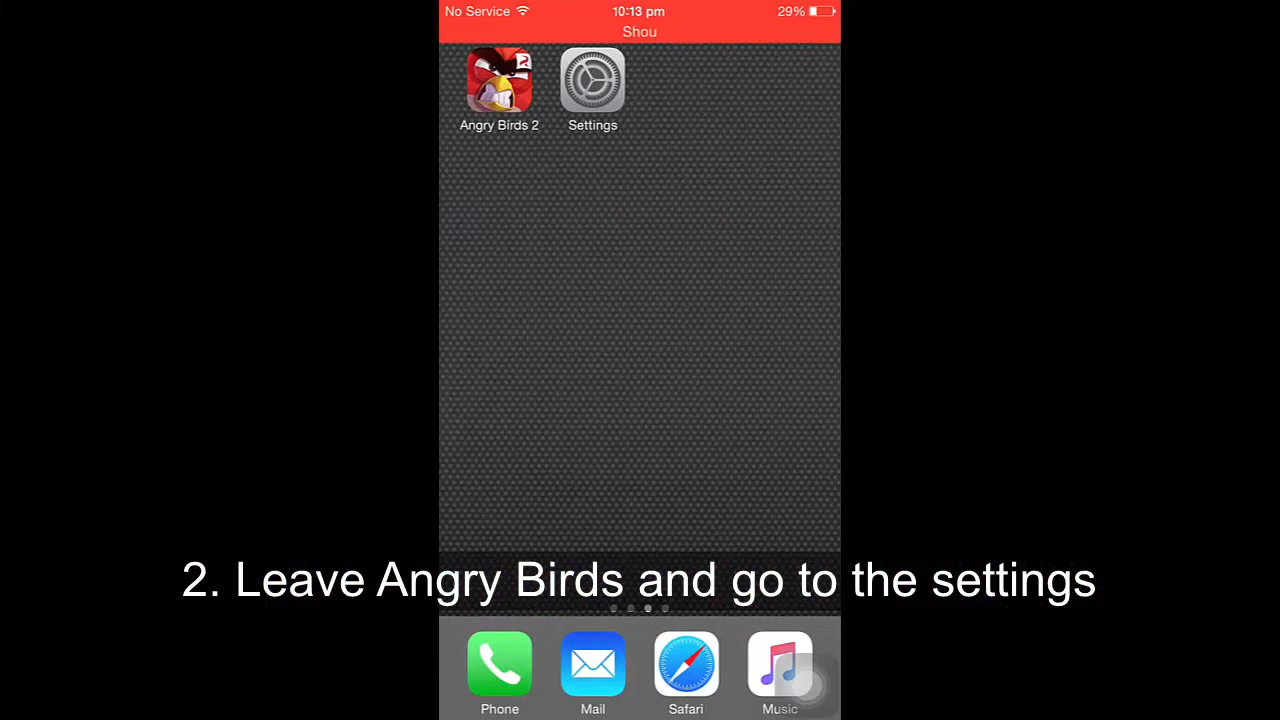 No Service 10:13 pm 29%
Shou
Angry Birds 2 Settings
2. Leave Angry Birds and go to the settings
Phone Mail Safari Music